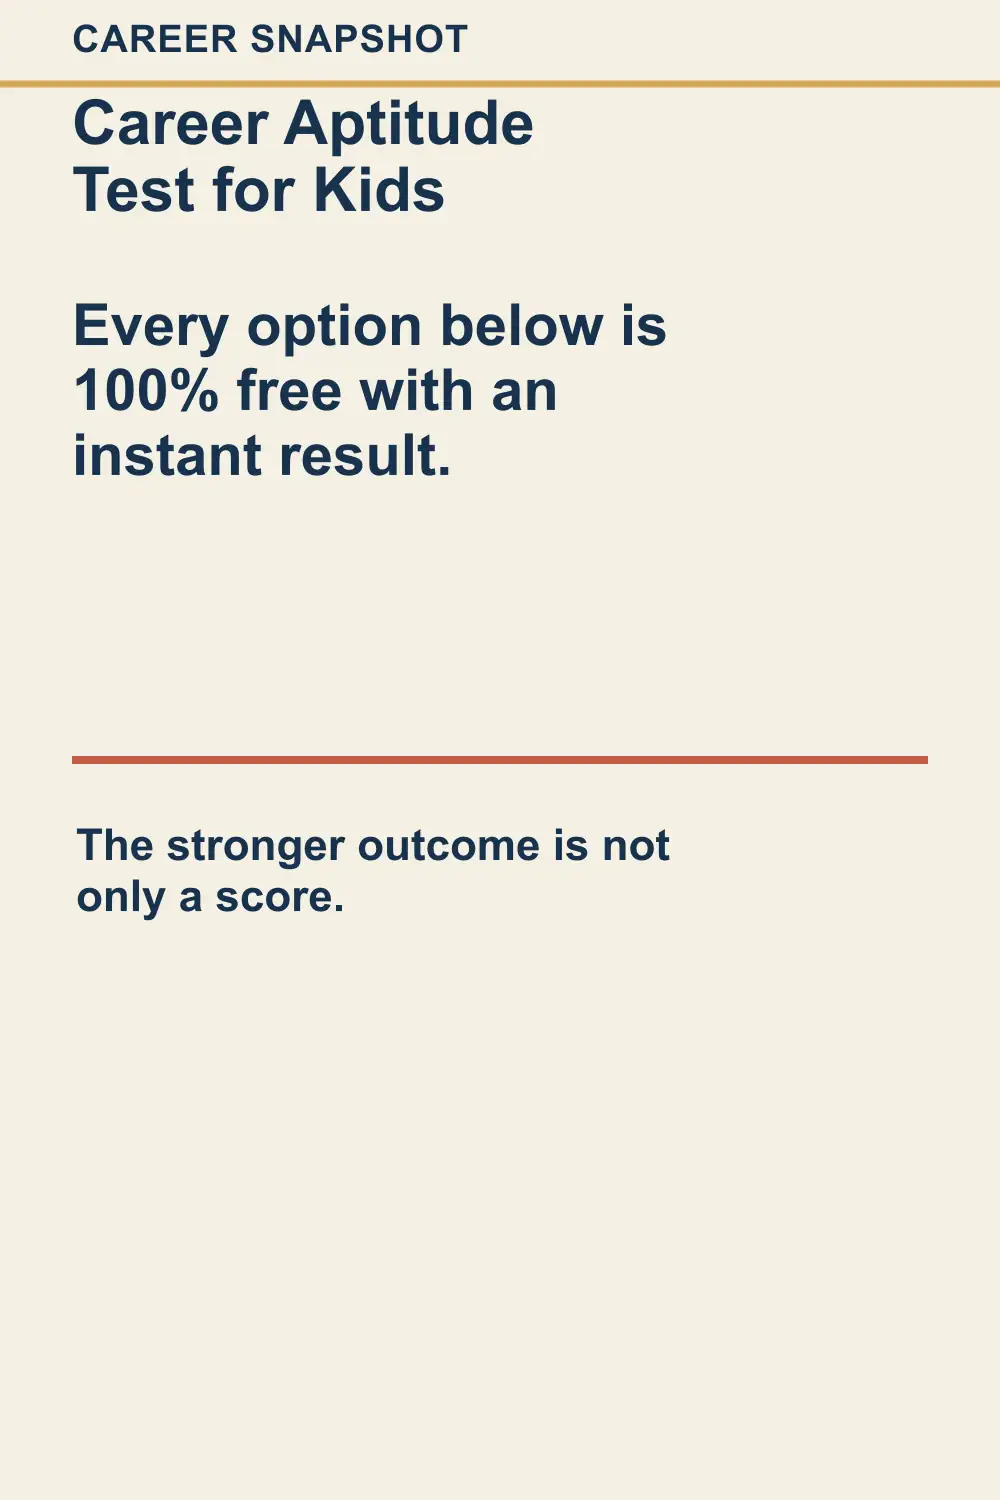 CAREER SNAPSHOT
Career Aptitude
Test for Kids
Every option below is
100% free with an
instant result.
The stronger outcome is not
only a score.